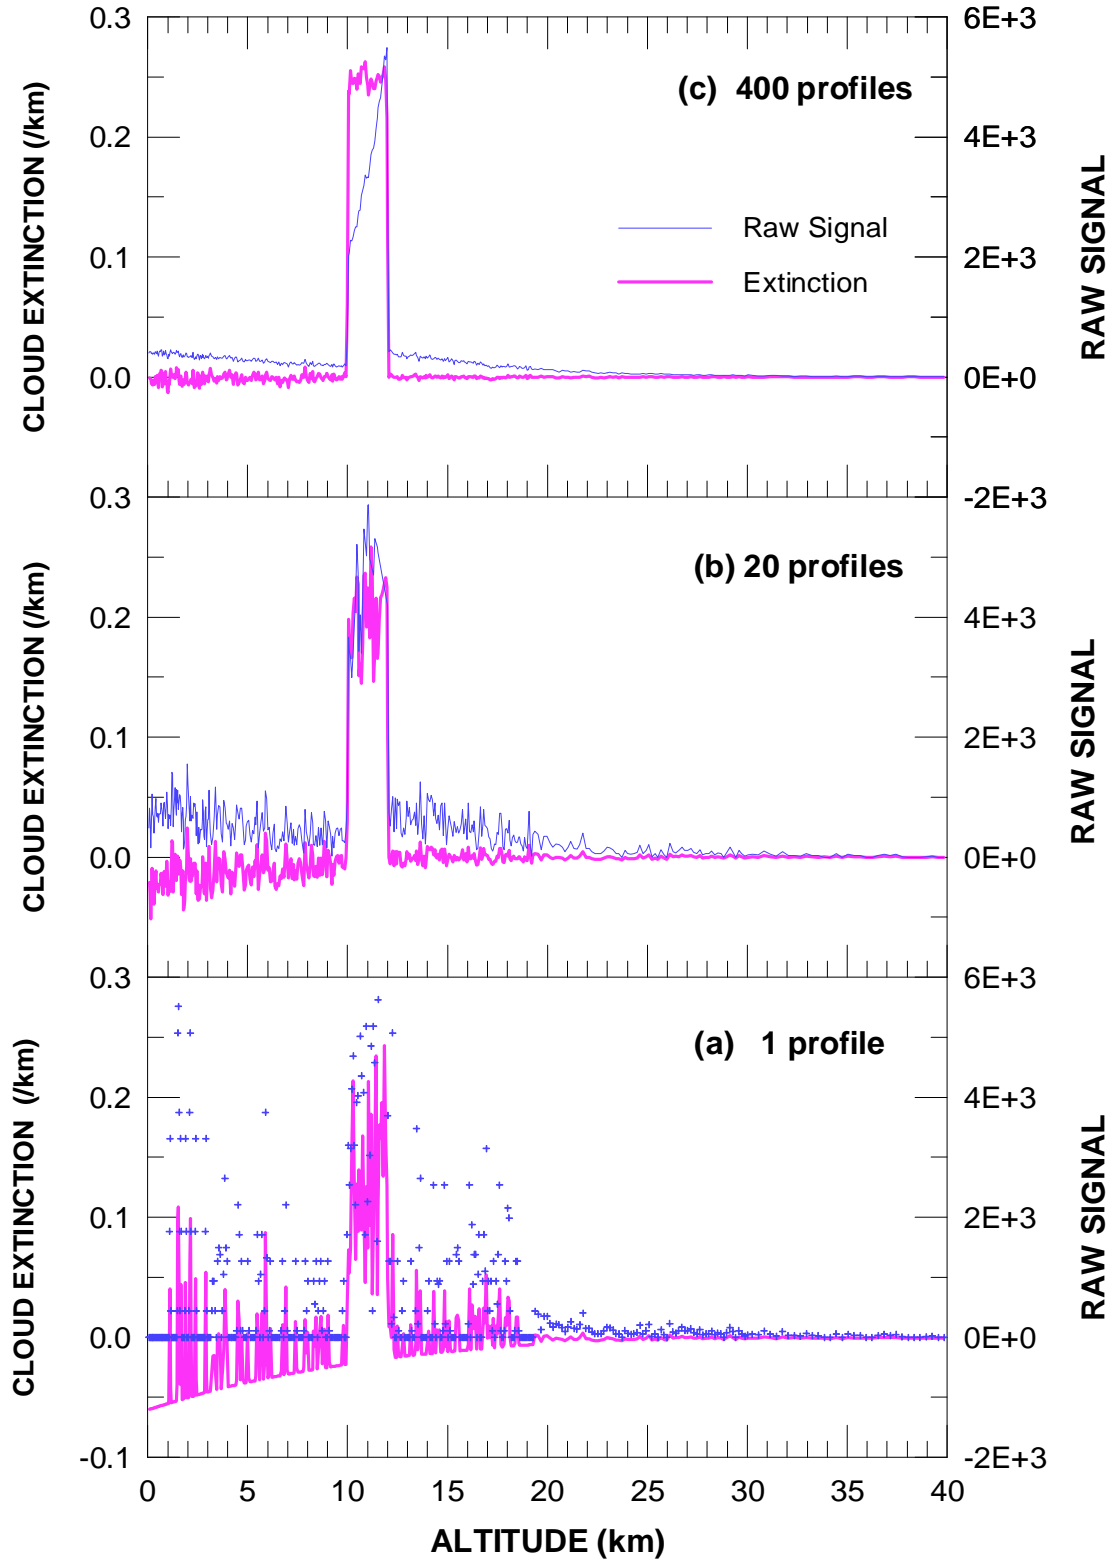 0.3
0.2
0.1
0.0
CLOUD EXTINCTION (/km)
(c) 400 profiles
Raw Signal
Extinction
6E+3
4E+3
2E+3
0E+0
-2E+3
RAW SIGNAL
0.3
0.2
0.1
0.0
CLOUD EXTINCTION (/km)
(b) 20 profiles
4E+3
2E+3
0E+0
RAW SIGNAL
0.3
0.2
0.1
0.0
-0.1
CLOUD EXTINCTION (/km)
(a) 1 profile
6E+3
4E+3
2E+3
0E+0
-2E+3
RAW SIGNAL
0 5 10 15 20 25 30 35 40
ALTITUDE (km)